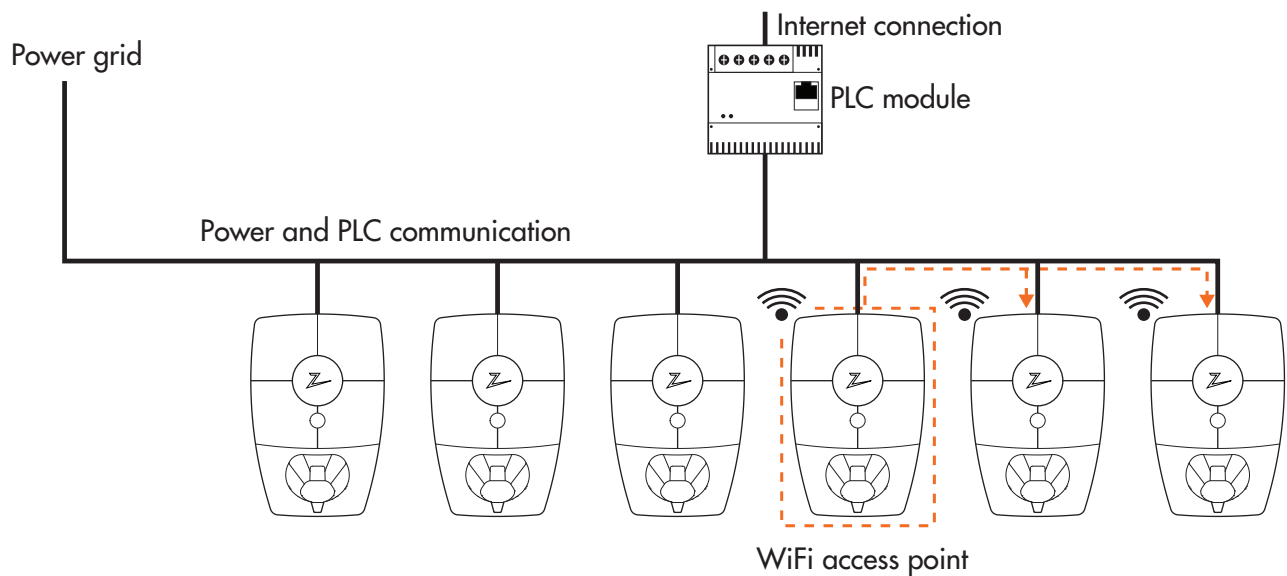 Internet connection
Power grid
PLC module
Power and PLC communication
WiFi access point